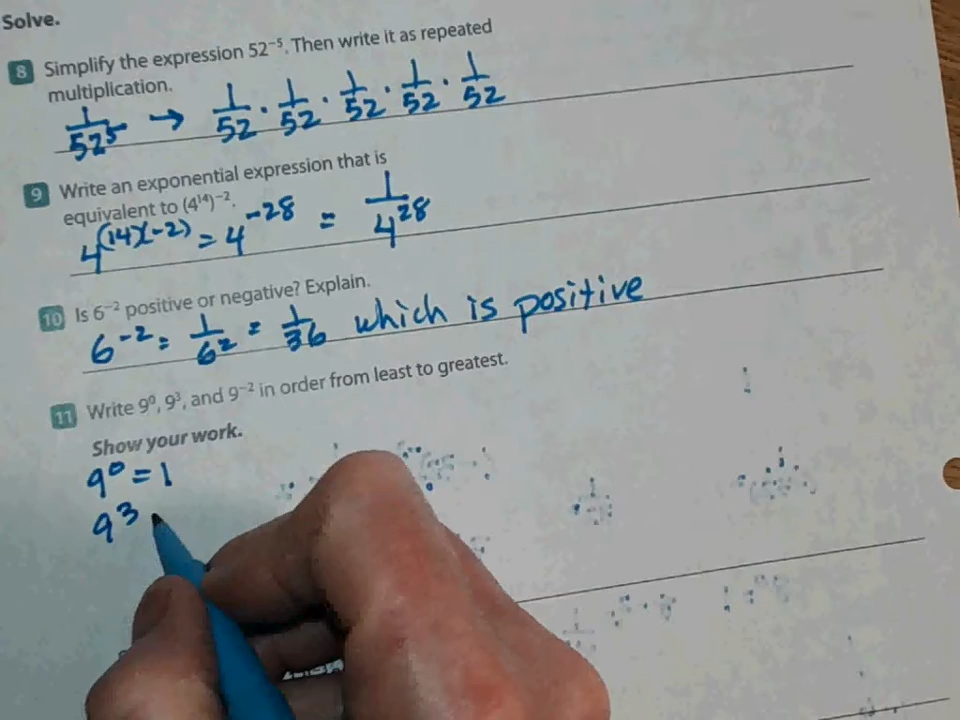 Solve.
8 Simplify the expression 52⁻⁵. Then write it as repeated
multiplication.
1/52⁵ → 1/52 · 1/52 · 1/52 · 1/52 · 1/52
9 Write an exponential expression that is
equivalent to (4¹⁴)⁻².
4^(14)(-2) = 4⁻²⁸ = 1/4²⁸
10 Is 6⁻² positive or negative? Explain.
6⁻² = 1/6² = 1/36 which is positive
11 Write 9⁰, 9³, and 9⁻² in order from least to greatest.
Show your work.
9⁰ = 1
9³